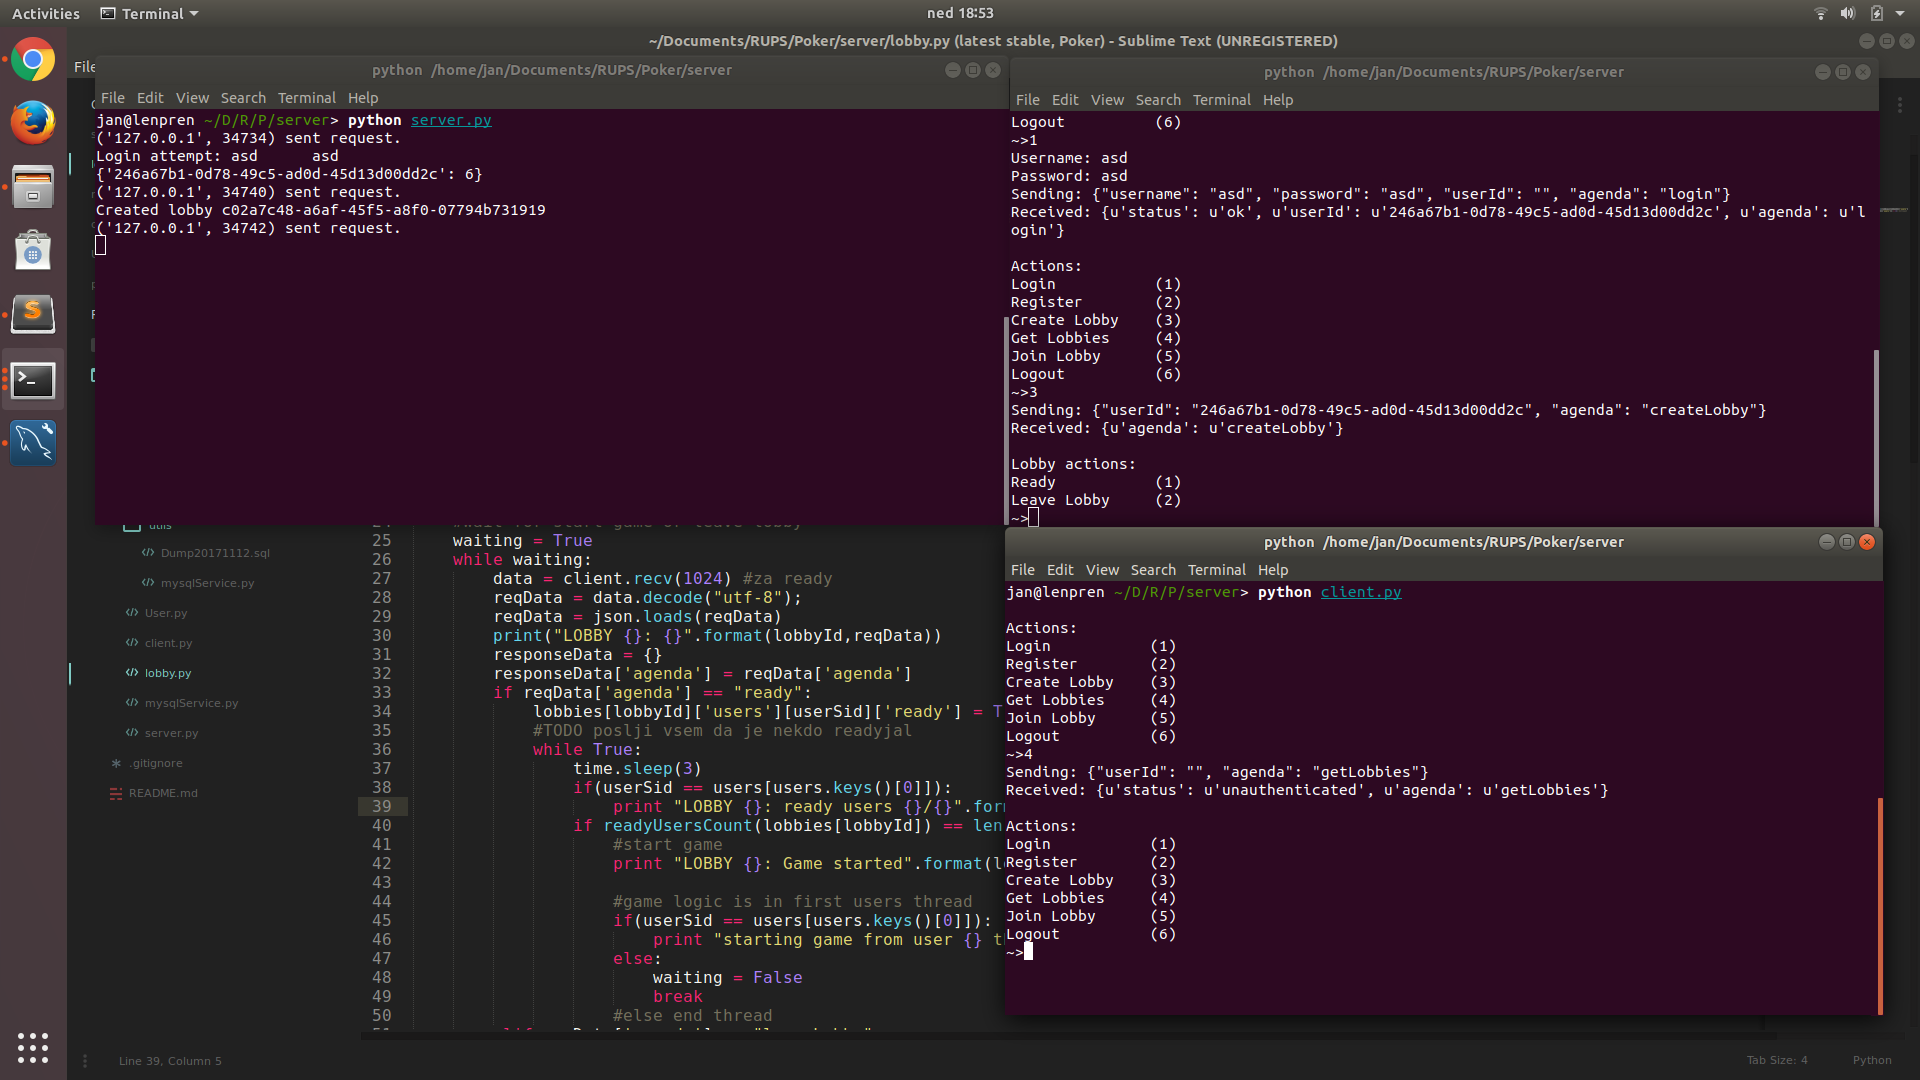 Activities
Terminal
ned 18:53
~/Documents/RUPS/Poker/server/lobby.py (latest stable, Poker) - Sublime Text (UNREGISTERED)
File
python /home/jan/Documents/RUPS/Poker/server
File Edit View Search Terminal Help
jan@lenpren ~/D/R/P/server> python server.py
('127.0.0.1', 34734) sent request.
Login attempt: asd asd
{'246a67b1-0d78-49c5-ad0d-45d13d00dd2c': 6}
('127.0.0.1', 34740) sent request.
Created lobby c02a7c48-a6af-45f5-a8f0-07794b731919
('127.0.0.1', 34742) sent request.
python /home/jan/Documents/RUPS/Poker/server
File Edit View Search Terminal Help
Logout (6)
~>1
Username: asd
Password: asd
Sending: {"username": "asd", "password": "asd", "userId": "", "agenda": "login"}
Received: {u'status': u'ok', u'userId': u'246a67b1-0d78-49c5-ad0d-45d13d00dd2c', u'agenda': u'l
ogin'}
Actions:
Login (1)
Register (2)
Create Lobby (3)
Get Lobbies (4)
Join Lobby (5)
Logout (6)
~>3
Sending: {"userId": "246a67b1-0d78-49c5-ad0d-45d13d00dd2c", "agenda": "createLobby"}
Received: {u'agenda': u'createLobby'}
Lobby actions:
Ready (1)
Leave Lobby (2)
~>
python /home/jan/Documents/RUPS/Poker/server
File Edit View Search Terminal Help
jan@lenpren ~/D/R/P/server> python client.py
Actions:
Login (1)
Register (2)
Create Lobby (3)
Get Lobbies (4)
Join Lobby (5)
Logout (6)
~>4
Sending: {"userId": "", "agenda": "getLobbies"}
Received: {u'status': u'unauthenticated', u'agenda': u'getLobbies'}
Actions:
Login (1)
Register (2)
Create Lobby (3)
Get Lobbies (4)
Join Lobby (5)
Logout (6)
~>
utils
Dump20171112.sql
mysqlService.py
User.py
client.py
lobby.py
mysqlService.py
server.py
.gitignore
README.md
24 #wait for start game or leave lobby
25 waiting = True
26 while waiting:
27 data = client.recv(1024) #za ready
28 reqData = data.decode("utf-8");
29 reqData = json.loads(reqData)
30 print("LOBBY {}: {}".format(lobbyId,reqData))
31 responseData = {}
32 responseData['agenda'] = reqData['agenda']
33 if reqData['agenda'] == "ready":
34 lobbies[lobbyId]['users'][userSid]['ready'] = T
35 #TODO poslji vsem da je nekdo readyjal
36 while True:
37 time.sleep(3)
38 if(userSid == users[users.keys()[0]]):
39 print "LOBBY {}: ready users {}/{}".for
40 if readyUsersCount(lobbies[lobbyId]) == len
41 #start game
42 print "LOBBY {}: Game started".format(l
43
44 #game logic is in first users thread
45 if(userSid == users[users.keys()[0]]):
46 print "starting game from user {} t
47 else:
48 waiting = False
49 break
50 #else end thread
Line 39, Column 5
Tab Size: 4
Python